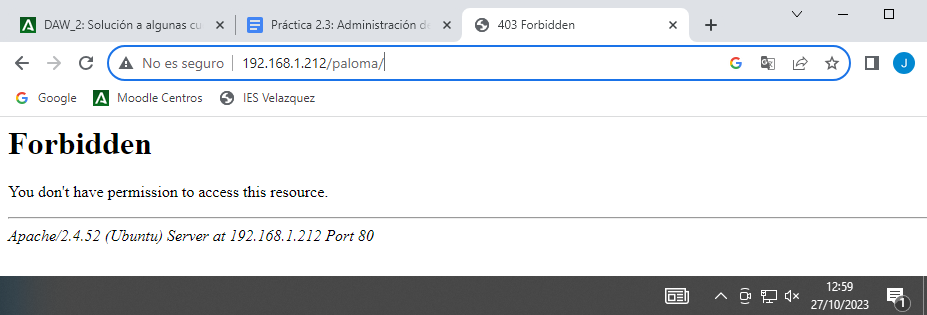 DAW_2: Solución a algunas cu
Práctica 2.3: Administración de
403 Forbidden
No es seguro
192.168.1.212/paloma/
J
Google
Moodle Centros
IES Velazquez
Forbidden
You don't have permission to access this resource.
Apache/2.4.52 (Ubuntu) Server at 192.168.1.212 Port 80
12:59
27/10/2023
1